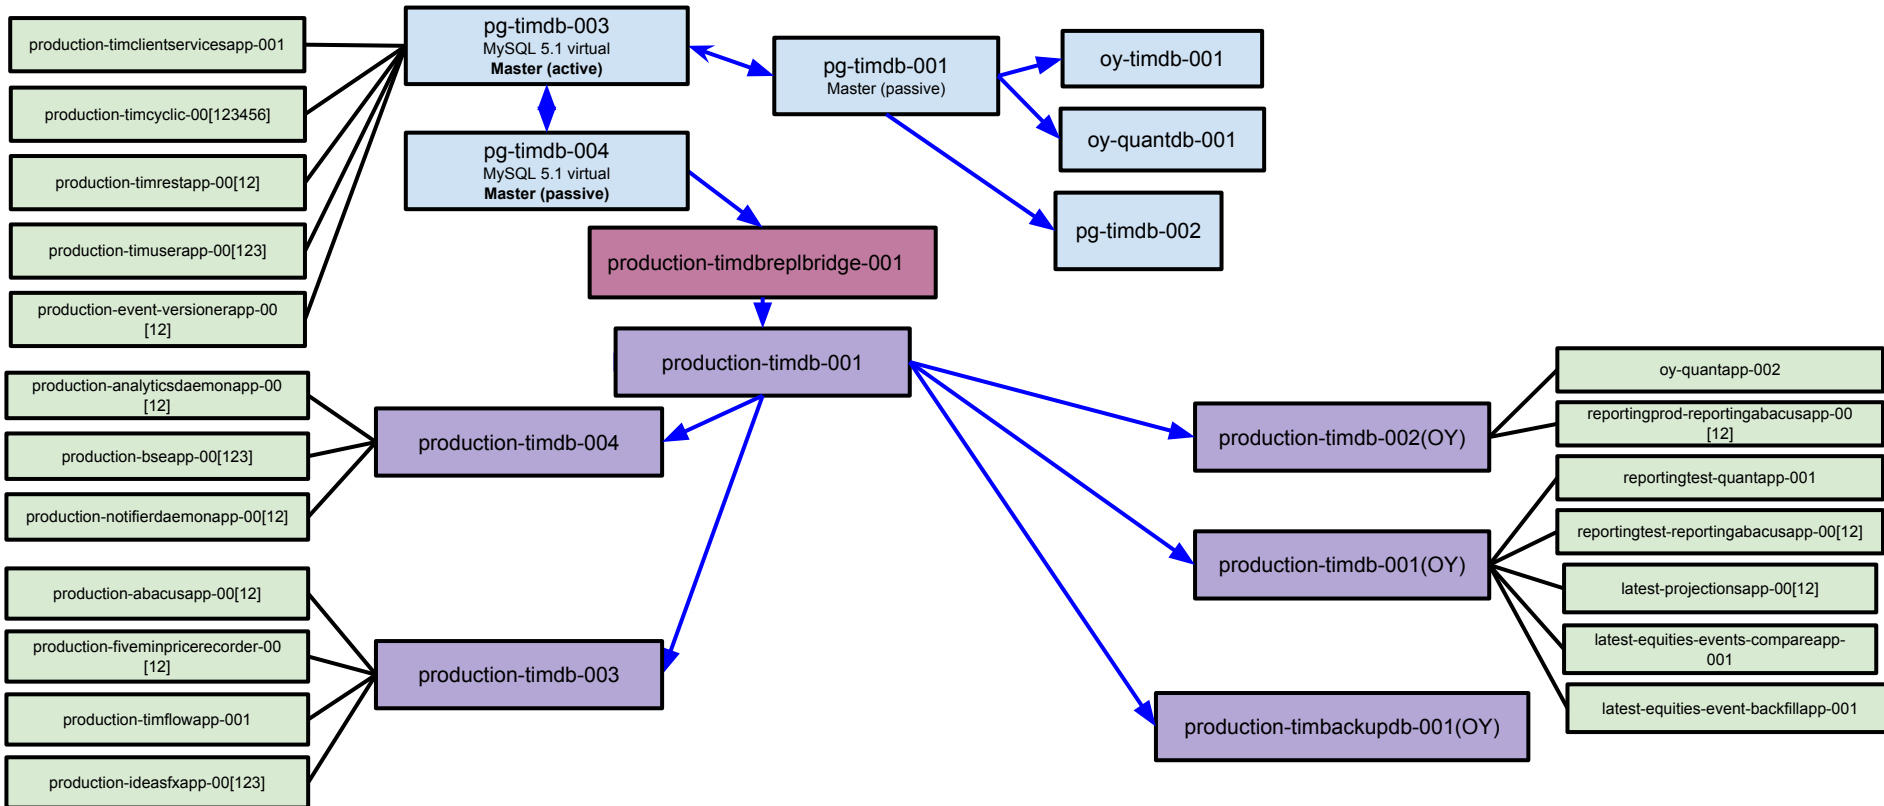 production-timclientservicesapp-001
production-timcyclic-00[123456]
production-timrestapp-00[12]
production-timuserapp-00[123]
production-event-versionerapp-00
[12]
pg-timdb-003
MySQL 5.1 virtual
Master (active)
pg-timdb-004
MySQL 5.1 virtual
Master (passive)
pg-timdb-001
Master (passive)
oy-timdb-001
oy-quantdb-001
pg-timdb-002
production-timdbreplbridge-001
production-timdb-001
production-analyticsdaemonapp-00
[12]
production-bseapp-00[123]
production-notifierdaemonapp-00[12]
production-timdb-004
production-abacusapp-00[12]
production-fiveminpricerecorder-00
[12]
production-timflowapp-001
production-ideasfxapp-00[123]
production-timdb-003
production-timdb-002(OY)
production-timdb-001(OY)
production-timbackupdb-001(OY)
oy-quantapp-002
reportingprod-reportingabacusapp-00
[12]
reportingtest-quantapp-001
reportingtest-reportingabacusapp-00[12]
latest-projectionsapp-00[12]
latest-equities-events-compareapp-
001
latest-equities-event-backfillapp-001